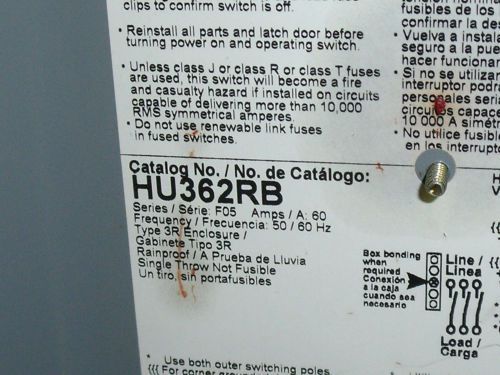 clips to confirm switch is off.
• Reinstall all parts and latch door before
turning power on and operating switch.
• Unless class J or class R or class T fuses
are used, this switch will become a fire
and casualty hazard if installed on circuits
capable of delivering more than 10,000
RMS symmetrical amperes.
• Do not use renewable link fuses
in fused switches.
fusibles de los
confirmar la des
• Vuelva a instala
seguro a la pue
hacer funcionar
• Si no se utilizar
interruptor podrá
personales seri
circuitos capace
10 000 A simétr
• No utilice fusib
en los interrupto
Catalog No. / No. de Catálogo:
HU362RB
Series / Série: F05 Amps / A: 60
Frequency / Frecuencia: 50 / 60 Hz
Type 3R Enclosure /
Gabinete Tipo 3R
Rainproof / A Prueba de Lluvia
Single Throw Not Fusible
Un tiro, sin portafusibles
Box bonding
when
required
Conexión
a la caja
cuando sea
necesario
Line /
Línea
Load /
Carga
* Use both outer switching poles.
{{{ For corner